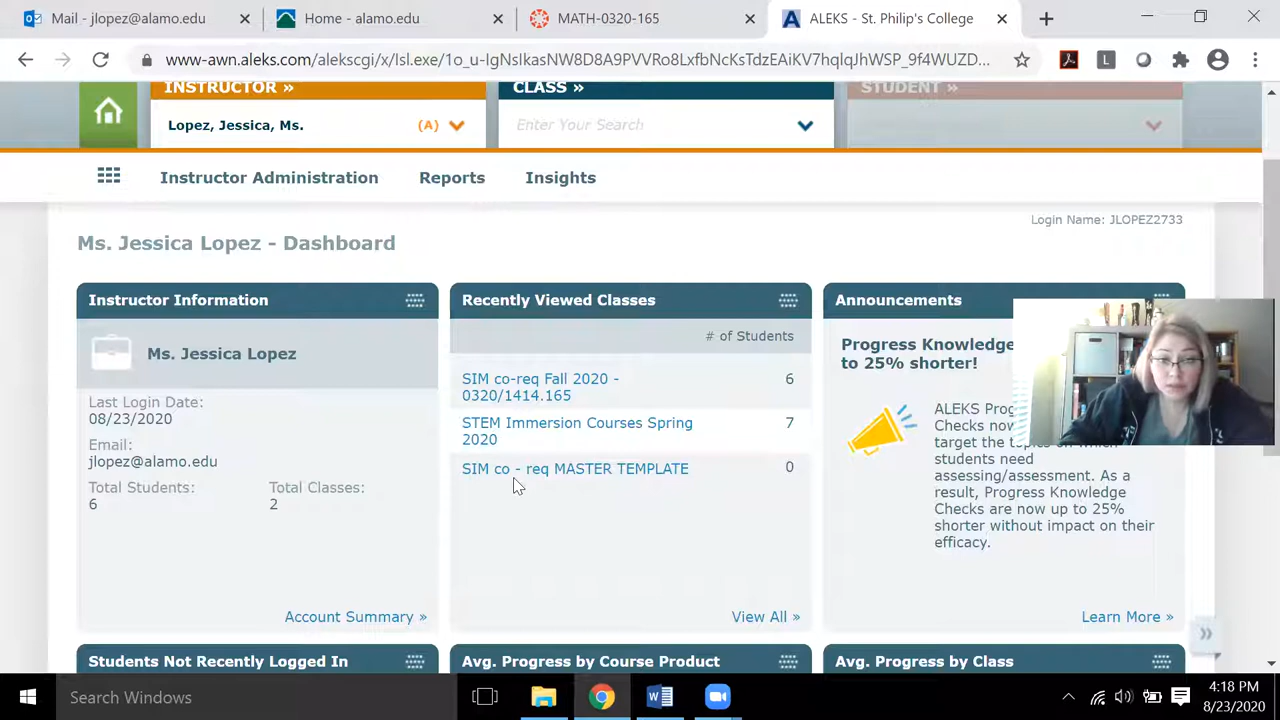 Mail - jlopez@alamo.edu
Home - alamo.edu
MATH-0320-165
ALEKS - St. Philip's College
www-awn.aleks.com/alekscgi/x/lsl.exe/1o_u-IgNsIkasNW8D8A9PVVRo8LxfbNcKsTdzEAiKV7hqIqJhWSP_9f4WUZD...
INSTRUCTOR »
CLASS »
STUDENT »
Lopez, Jessica, Ms. (A)
Enter Your Search
Instructor Administration
Reports
Insights
Login Name: JLOPEZ2733
Ms. Jessica Lopez - Dashboard
Instructor Information
Ms. Jessica Lopez
Last Login Date:
08/23/2020
Email:
jlopez@alamo.edu
Total Students:
6
Total Classes:
2
Account Summary »
Recently Viewed Classes
# of Students
SIM co-req Fall 2020 - 6
0320/1414.165
STEM Immersion Courses Spring 7
2020
SIM co - req MASTER TEMPLATE 0
View All »
Announcements
Progress Knowledge
to 25% shorter!
ALEKS Prog
Checks now
target the topics on which
students need
assessing/assessment. As a
result, Progress Knowledge
Checks are now up to 25%
shorter without impact on their
efficacy.
Learn More »
Students Not Recently Logged In
Avg. Progress by Course Product
Avg. Progress by Class
Search Windows
4:18 PM
8/23/2020